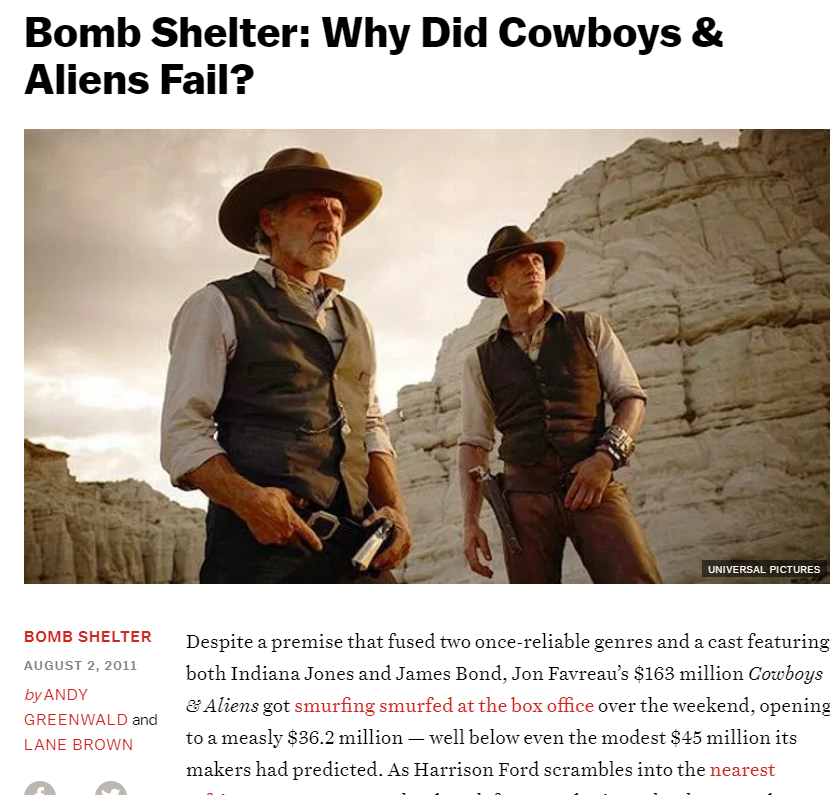 Bomb Shelter: Why Did Cowboys &
Aliens Fail?
UNIVERSAL PICTURES
BOMB SHELTER
AUGUST 2, 2011
by ANDY
GREENWALD and
LANE BROWN
Despite a premise that fused two once-reliable genres and a cast featuring
both Indiana Jones and James Bond, Jon Favreau’s $163 million Cowboys
& Aliens got smurfing smurfed at the box office over the weekend, opening
to a measly $36.2 million — well below even the modest $45 million its
makers had predicted. As Harrison Ford scrambles into the nearest